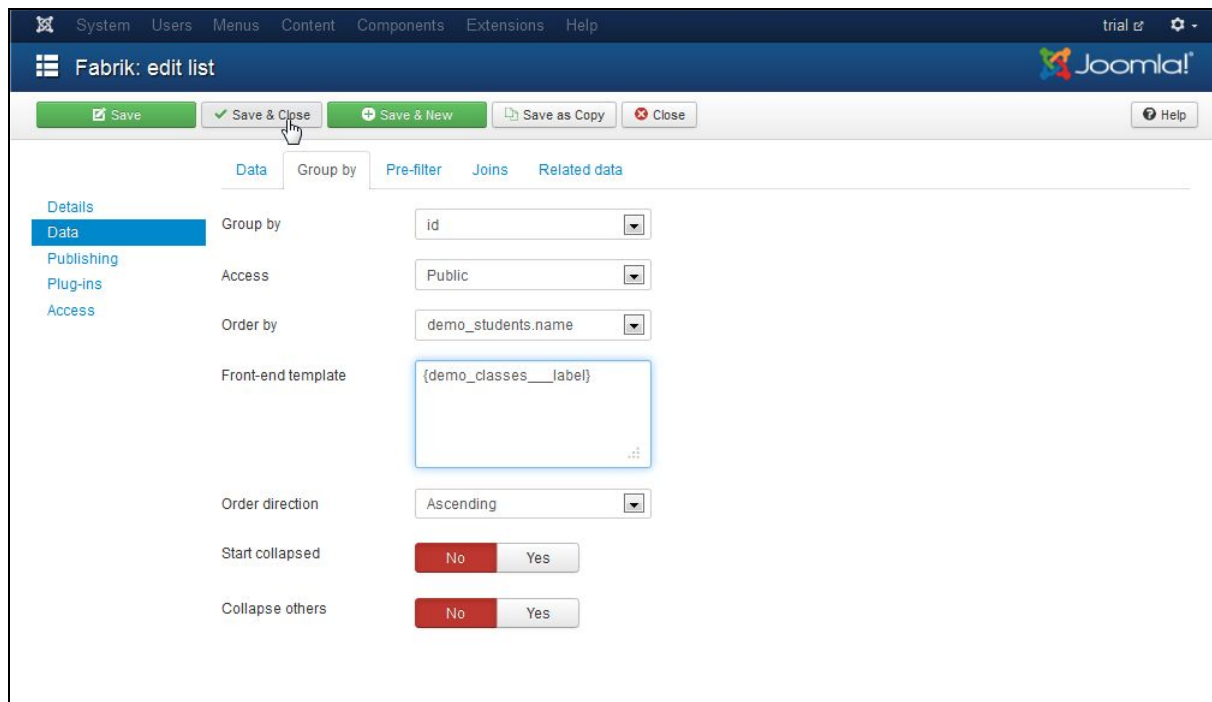 System Users Menus Content Components Extensions Help trial
Fabrik: edit list Joomla!
Save Save & Close Save & New Save as Copy Close Help
Data Group by Pre-filter Joins Related data
Details
Data
Publishing
Plug-ins
Access
Group by id
Access Public
Order by demo_students.name
Front-end template {demo_classes___label}
Order direction Ascending
Start collapsed No Yes
Collapse others No Yes